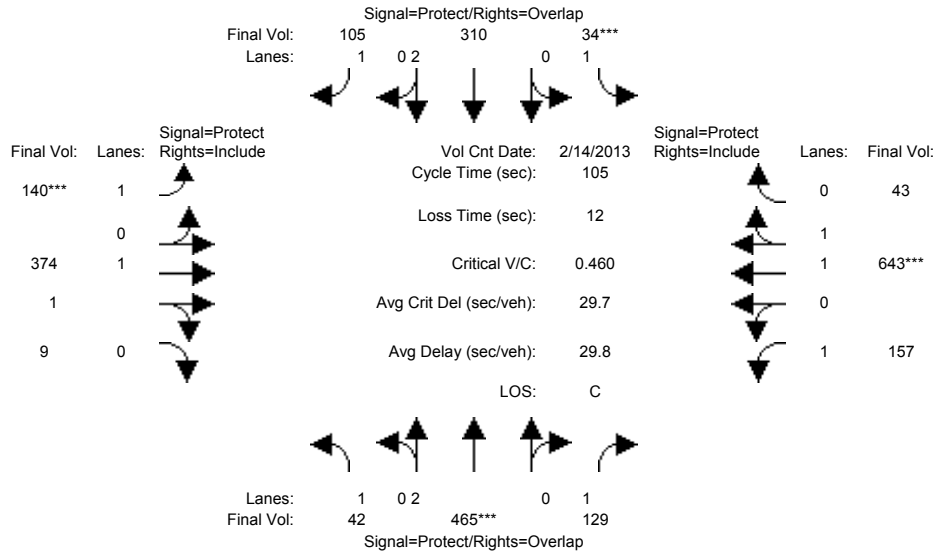 Signal=Protect/Rights=Overlap
Final Vol: 105 310 34***
Lanes: 1 0 2 0 1
Signal=Protect Signal=Protect
Final Vol: Lanes: Rights=Include Vol Cnt Date: 2/14/2013 Rights=Include Lanes: Final Vol:
Cycle Time (sec): 105
140*** 1 0 43
Loss Time (sec): 12
0 1
374 1 Critical V/C: 0.460 1 643***
1 Avg Crit Del (sec/veh): 29.7 0
9 0 Avg Delay (sec/veh): 29.8 1 157
LOS: C
Lanes: 1 0 2 0 1
Final Vol: 42 465*** 129
Signal=Protect/Rights=Overlap